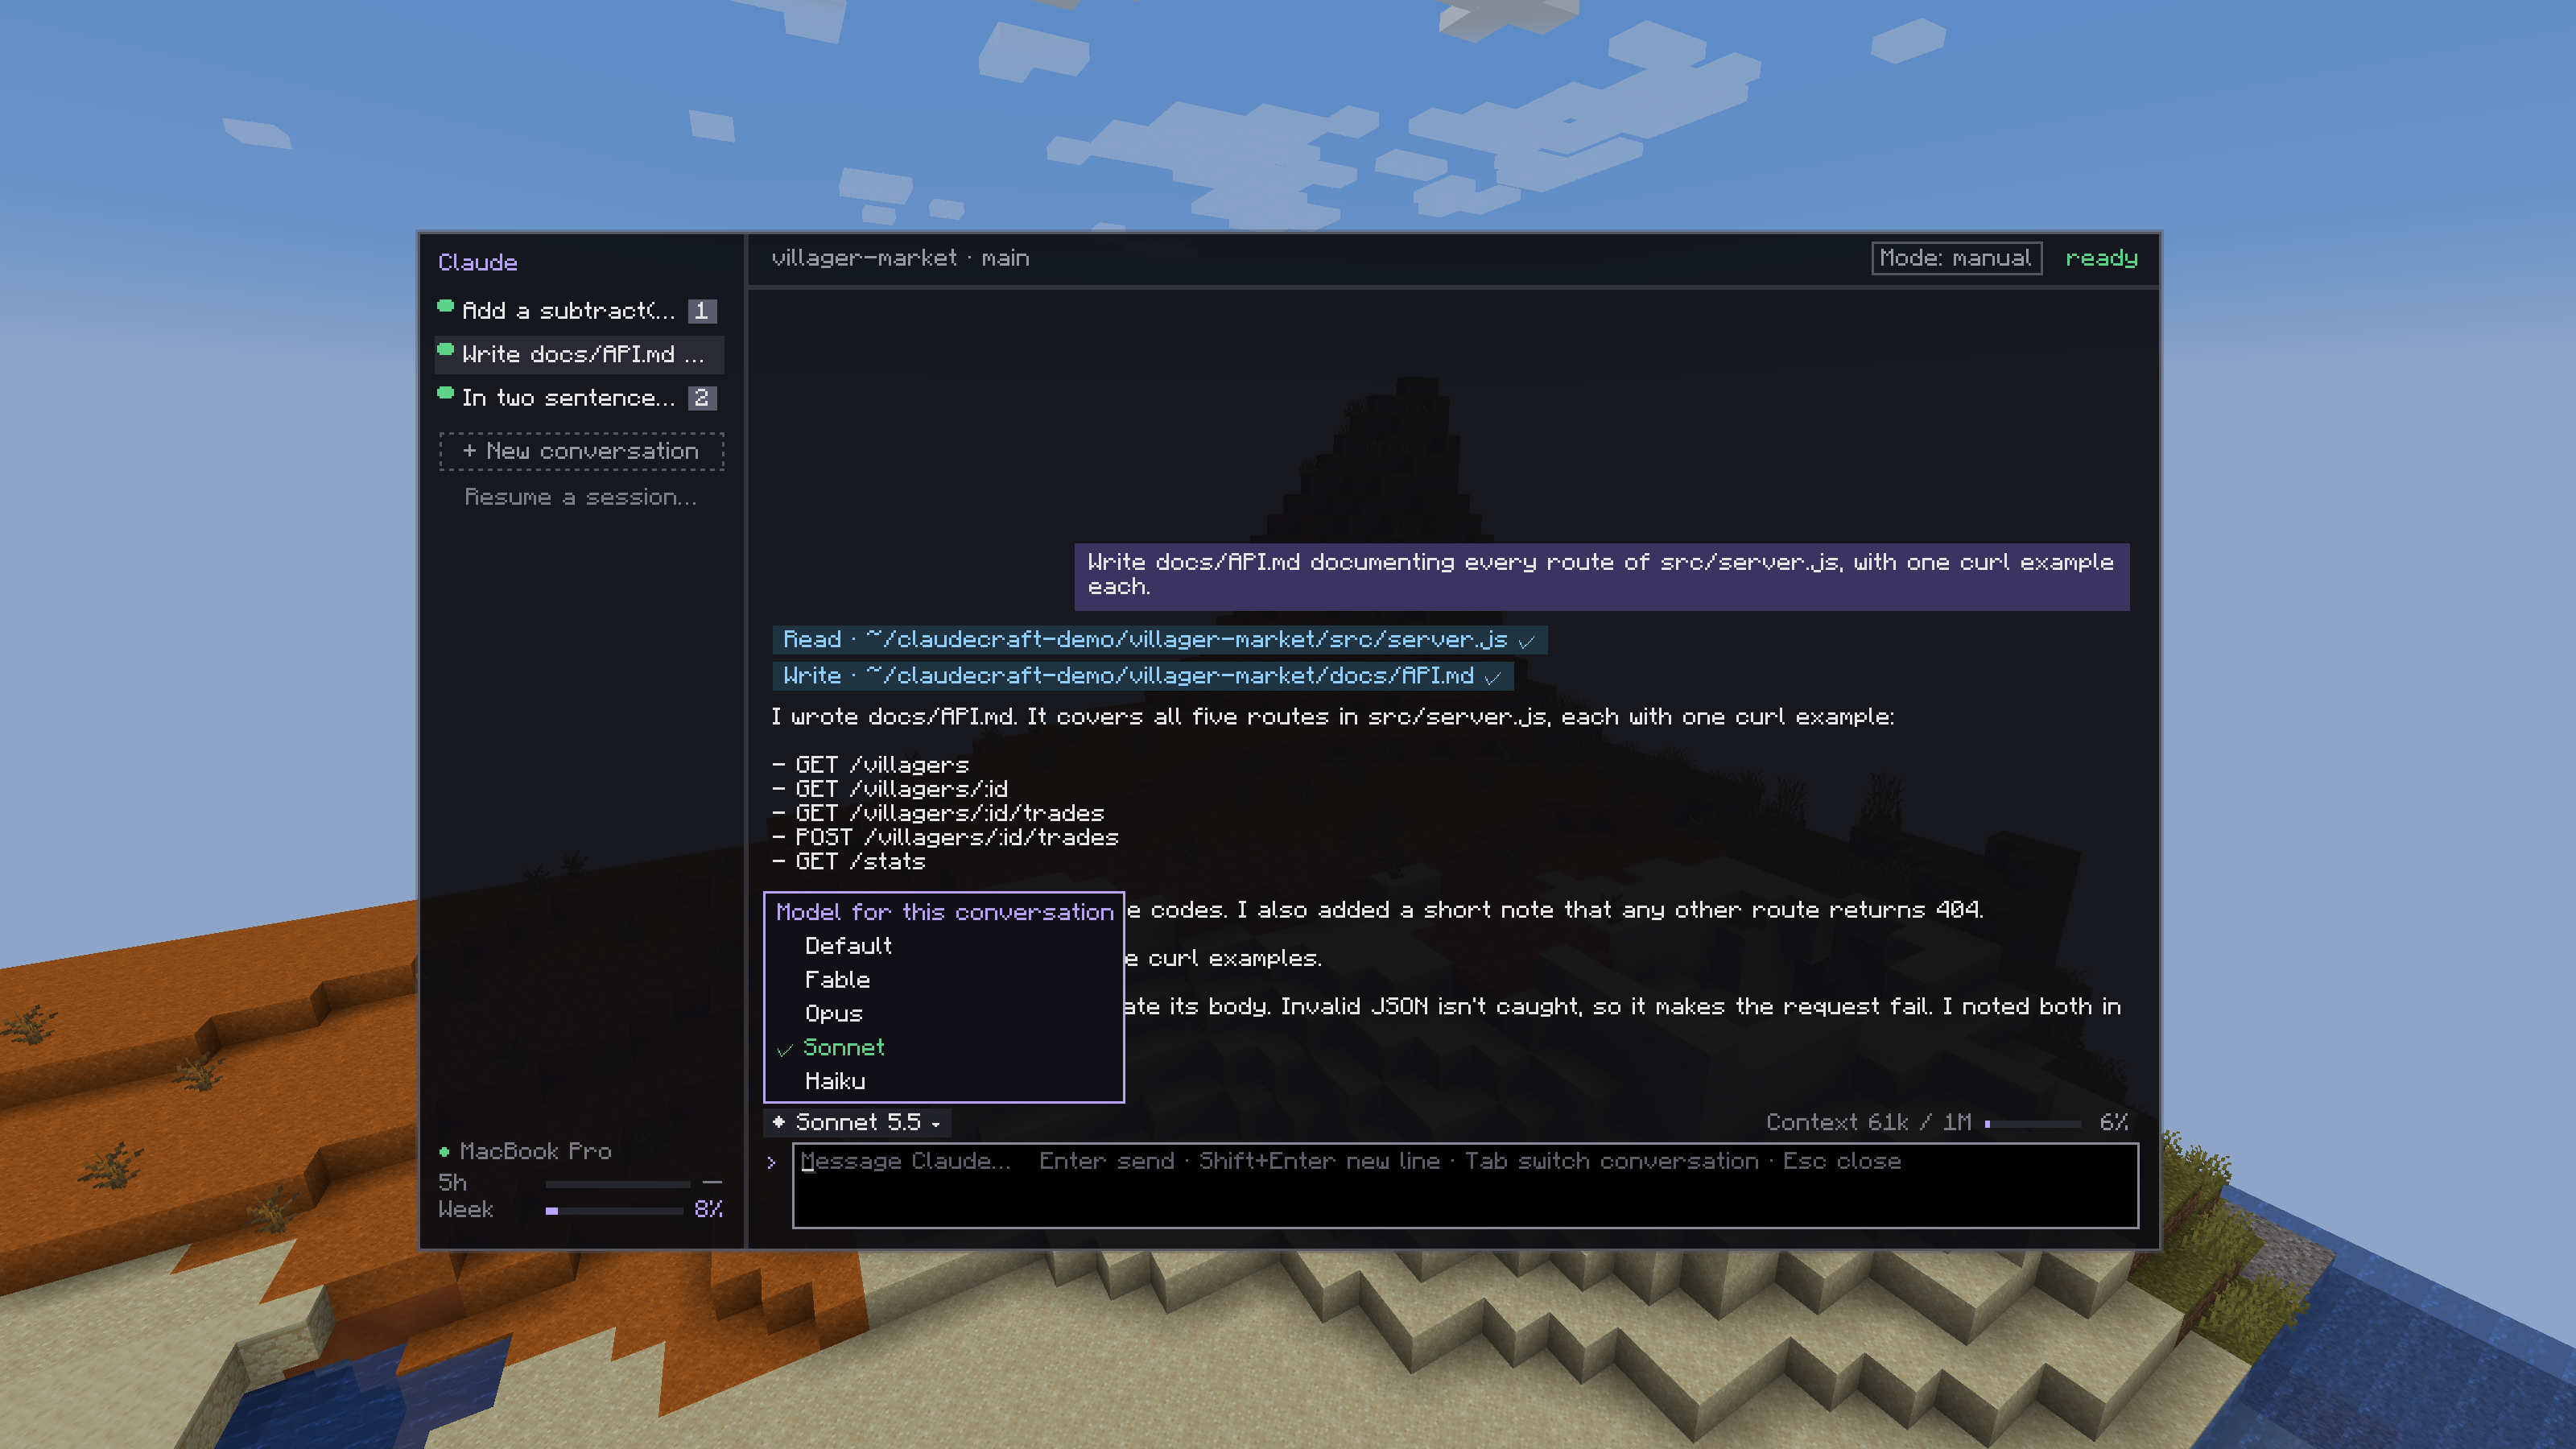 Claude
Add a subtract(... 1
Write docs/API.md ...
In two sentence... 2
+ New conversation
Resume a session...
MacBook Pro
5h —
Week 8%
villager-market · main
Mode: manual ready
Write docs/API.md documenting every route of src/server.js, with one curl example
each.
Read · ~/claudecraft-demo/villager-market/src/server.js ✓
Write · ~/claudecraft-demo/villager-market/docs/API.md ✓
I wrote docs/API.md. It covers all five routes in src/server.js, each with one curl example:
- GET /villagers
- GET /villagers/:id
- GET /villagers/:id/trades
- POST /villagers/:id/trades
- GET /stats
e codes. I also added a short note that any other route returns 404.
e curl examples.
ate its body. Invalid JSON isn't caught, so it makes the request fail. I noted both in
Model for this conversation
Default
Fable
Opus
✓ Sonnet
Haiku
✦ Sonnet 5.5 ▾
Context 61k / 1M 6%
› Message Claude... Enter send · Shift+Enter new line · Tab switch conversation · Esc close